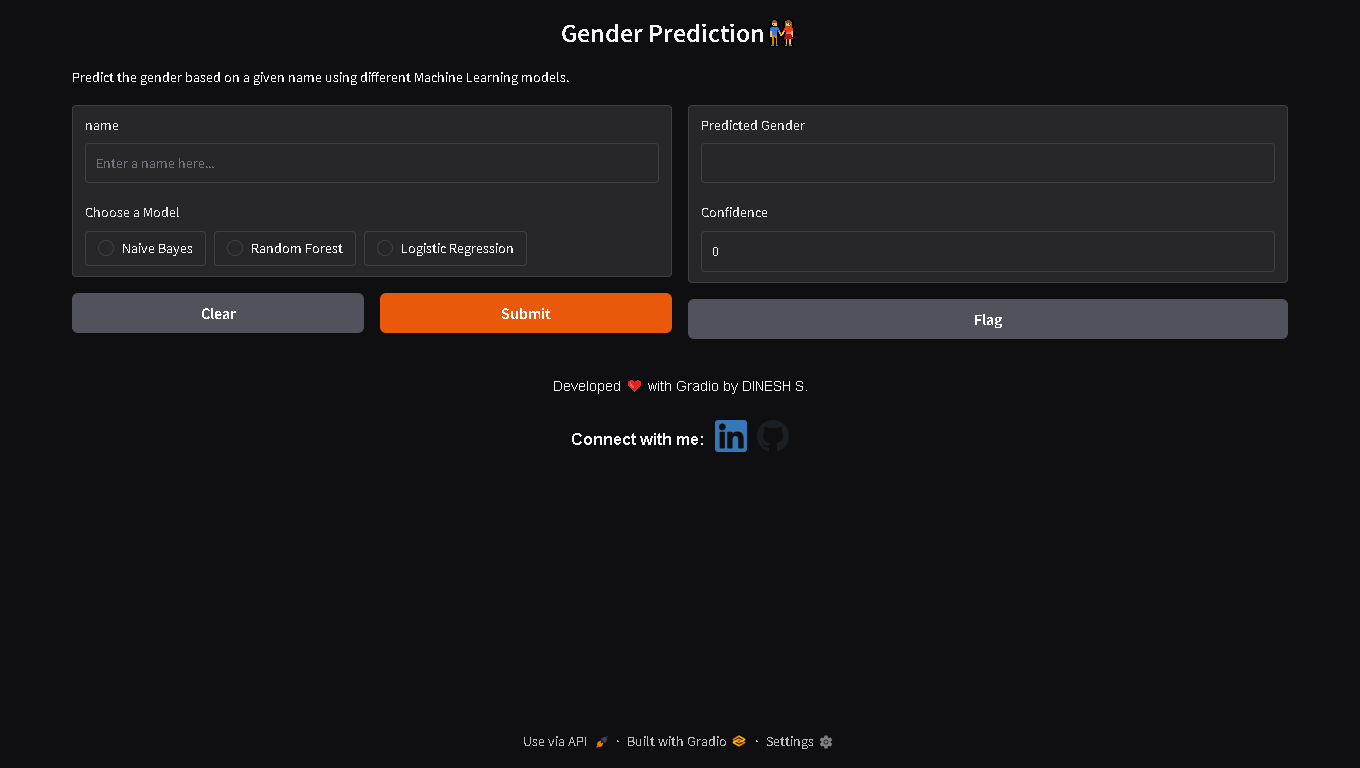 Gender Prediction👫
Predict the gender based on a given name using different Machine Learning models.
name
Enter a name here...
Choose a Model
Naive Bayes
Random Forest
Logistic Regression
Clear
Submit
Predicted Gender
Confidence
0
Flag
Developed ❤️ with Gradio by DINESH S.
Connect with me: in
Use via API 🚀 · Built with Gradio · Settings ⚙️